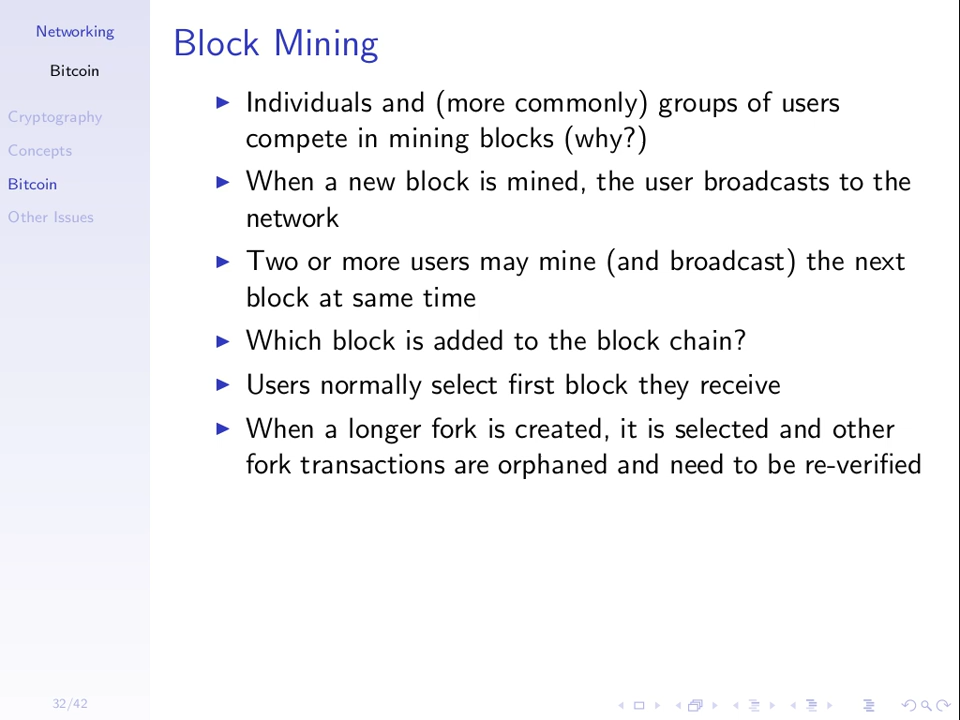 Networking
Bitcoin
Cryptography
Concepts
Bitcoin
Other Issues
32/42
Block Mining
Individuals and (more commonly) groups of users
compete in mining blocks (why?)
When a new block is mined, the user broadcasts to the
network
Two or more users may mine (and broadcast) the next
block at same time
Which block is added to the block chain?
Users normally select first block they receive
When a longer fork is created, it is selected and other
fork transactions are orphaned and need to be re-verified